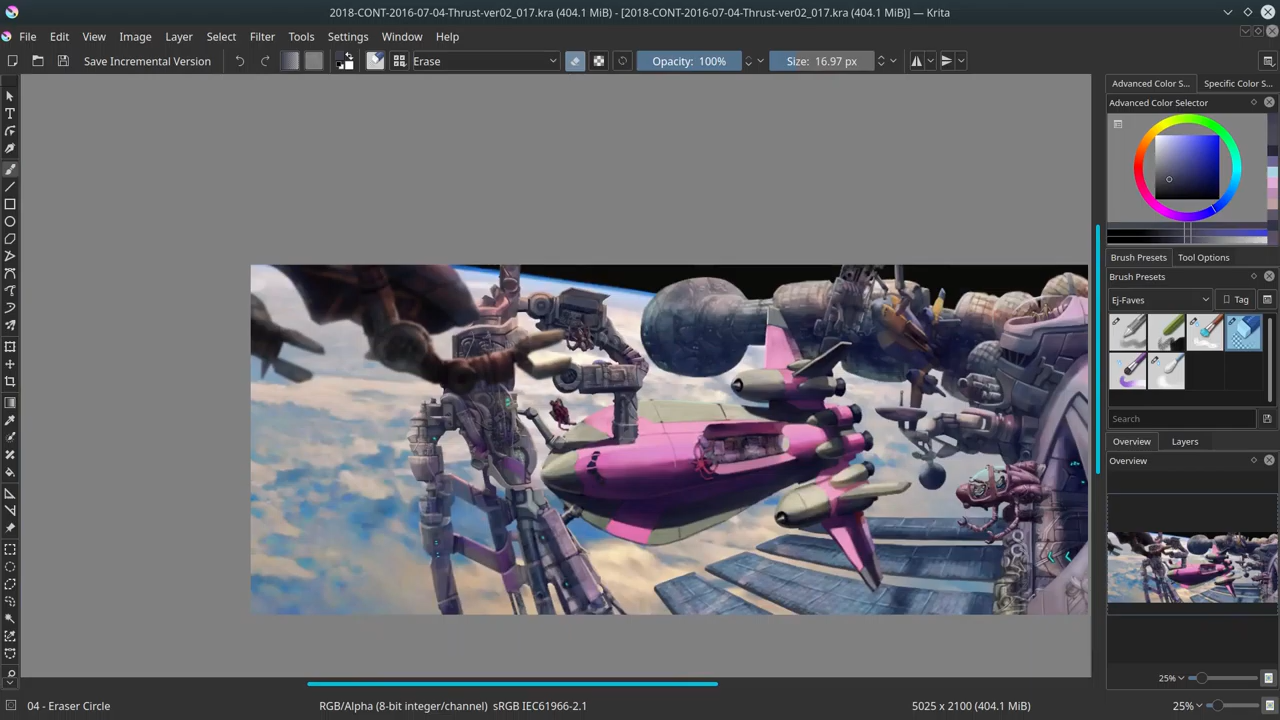 2018-CONT-2016-07-04-Thrust-ver02_017.kra (404.1 MiB) - [2018-CONT-2016-07-04-Thrust-ver02_017.kra (404.1 MiB)] — Krita
File Edit View Image Layer Select Filter Tools Settings Window Help
Save Incremental Version Erase Opacity: 100% Size: 16.97 px
Advanced Color S... Specific Color S...
Advanced Color Selector
Brush Presets Tool Options
Brush Presets
Ej-Faves Tag
Search
Overview Layers
Overview
25%
04 - Eraser Circle RGB/Alpha (8-bit integer/channel) sRGB IEC61966-2.1 5025 x 2100 (404.1 MiB) 25%